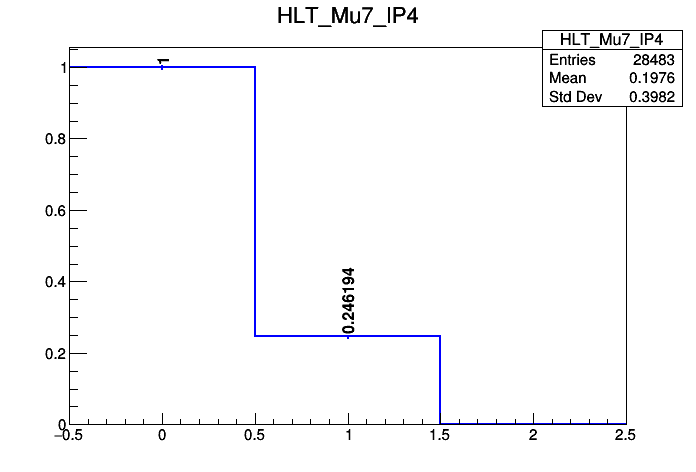 HLT_Mu7_IP4
HLT_Mu7_IP4
Entries 28483
Mean 0.1976
Std Dev 0.3982
1
0.8
0.6
0.4
0.2
0
1
0.246194
−0.5 0 0.5 1 1.5 2 2.5